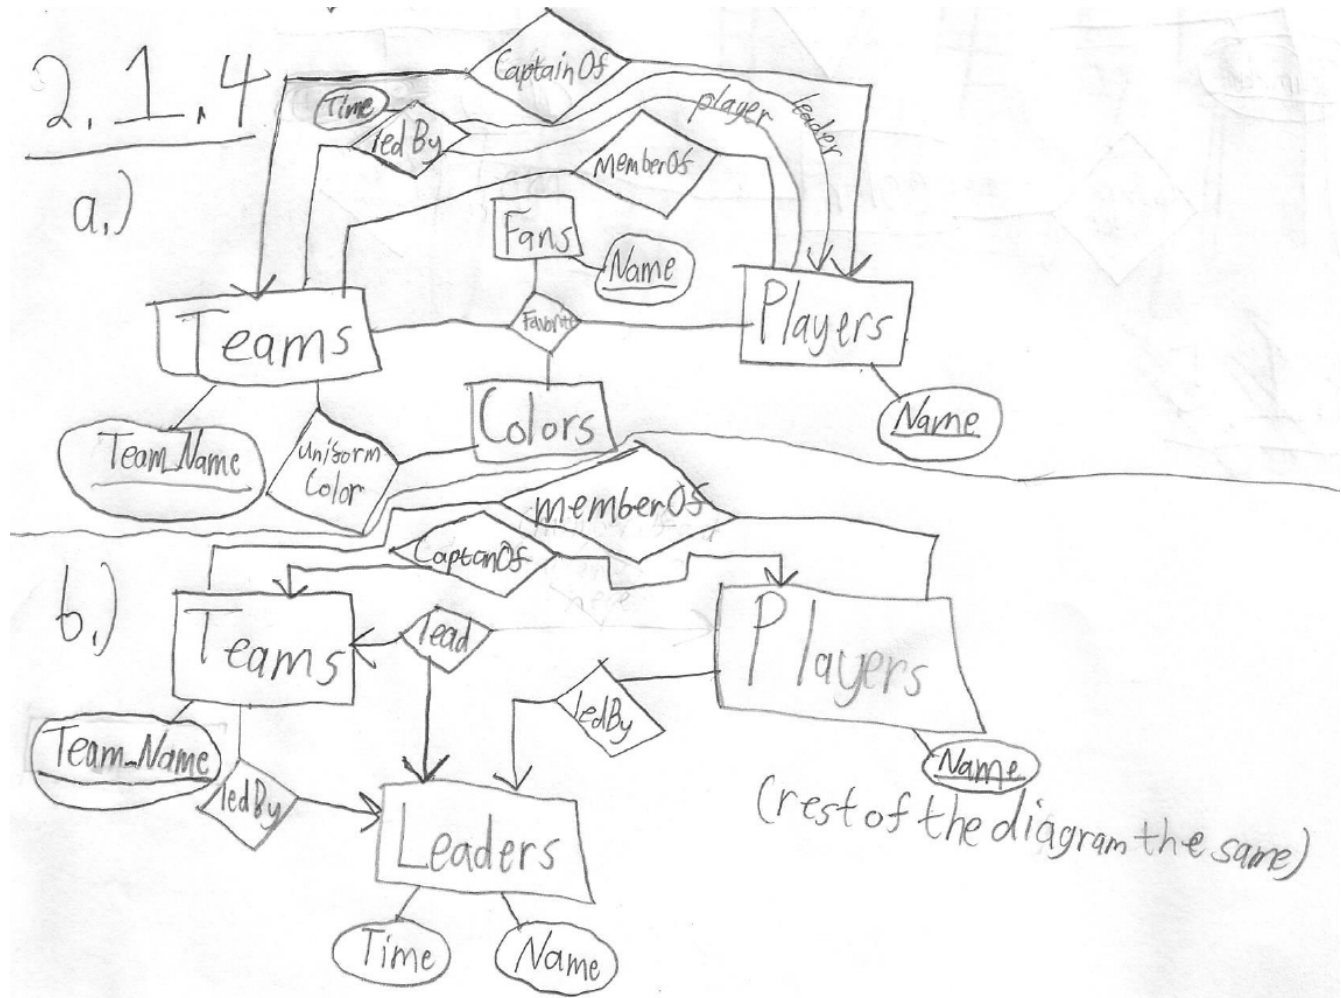 2.1.4
a.)
CaptainOf
Time
ledBy
player
leader
MemberOf
Fans
Name
Teams
Favorite
Players
Colors
Name
Team_Name
Uniform
Color
memberOf
CaptanOf
b.)
Teams
lead
Players
ledBy
Team_Name
Name
ledBy
(rest of the diagram the same)
Leaders
Time
Name